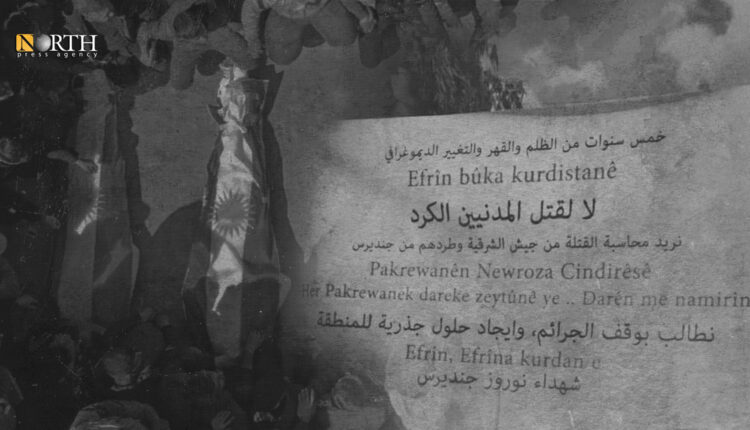 NORTH
press agency
خمس سنوات من الظلم والقهر والتغيير الديموغرافي
Efrîn bûka kurdistanê
لا لقتل المدنيين الكرد
نريد محاسبة القتلة من جيش الشرقية وطردهم من جنديرس
Pakrewanên Newroza Cindirêsê
Her Pakrewanek dareke zeytûnê ye .. Darên me namirin
نطالب بوقف الجرائم، وايجاد حلول جذرية للمنطقة
Efrîn, Efrîna kurdan e
شهداء نوروز جنديرس